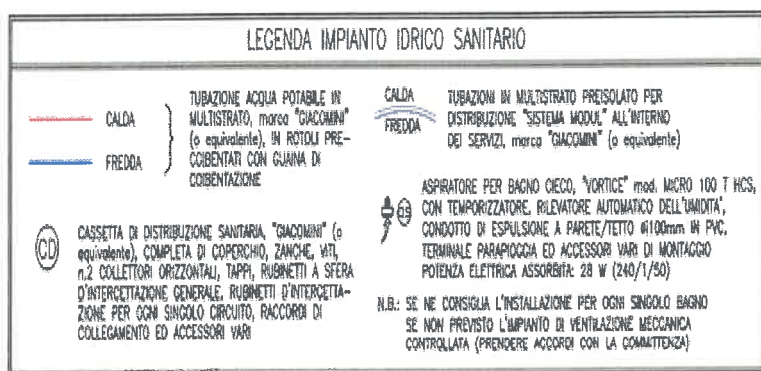 LEGENDA IMPIANTO IDRICO SANITARIO
CALDA
FREDDA
TUBAZIONE ACQUA POTABILE IN
MULTISTRATO, marca "GIACOMINI"
(o equivalente), IN ROTOLI PRE-
COIBENTATI CON GUAINA DI
COIBENTAZIONE
CD
CASSETTA DI DISTRIBUZIONE SANITARIA, "GIACOMINI" (o
equivalente), COMPLETA DI COPERCHIO, ZANCHE, VITI,
n.2 COLLETTORI ORIZZONTALI, TAPPI, RUBINETTI A SFERA
D'INTERCETTAZIONE GENERALE, RUBINETTI D'INTERCETTA-
ZIONE PER OGNI SINGOLO CIRCUITO, RACCORDI DI
COLLEGAMENTO ED ACCESSORI VARI
CALDA
FREDDA
TUBAZIONI IN MULTISTRATO PREISOLATO PER
DISTRIBUZIONE "SISTEMA MODUL" ALL'INTERNO
DEI SERVIZI, marca "GIACOMINI" (o equivalente)
ASPIRATORE PER BAGNO CIECO, "VORTICE" mod. MICRO 100 T HCS,
CON TEMPORIZZATORE, RILEVATORE AUTOMATICO DELL'UMIDITA',
CONDOTTO DI ESPULSIONE A PARETE/TETTO ø100mm IN PVC,
TERMINALE PARAPIOGGIA ED ACCESSORI VARI DI MONTAGGIO
POTENZA ELETTRICA ASSORBITA: 28 W (240/1/50)
N.B.: SE NE CONSIGLIA L'INSTALLAZIONE PER OGNI SINGOLO BAGNO
SE NON PREVISTO L'IMPIANTO DI VENTILAZIONE MECCANICA
CONTROLLATA (PRENDERE ACCORDI CON LA COMMITTENZA)